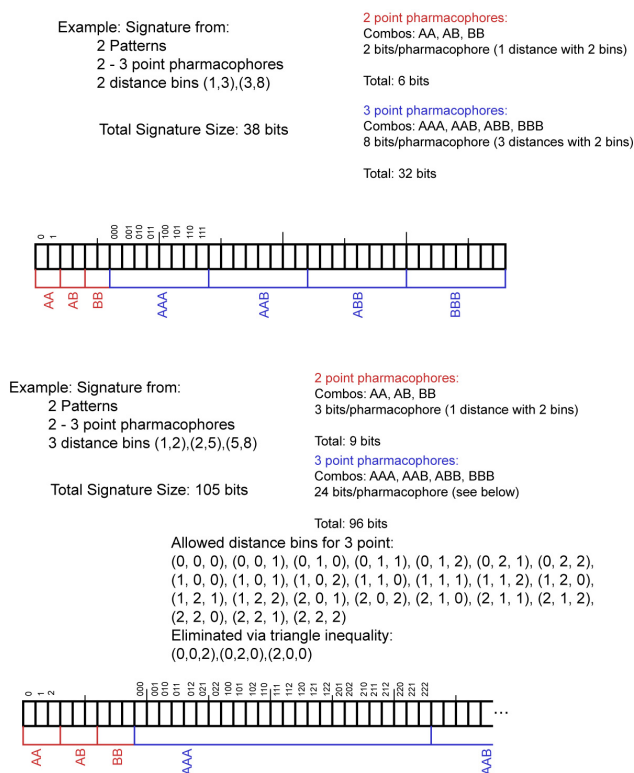 Example: Signature from:
2 Patterns
2 - 3 point pharmacophores
2 distance bins (1,3),(3,8)
Total Signature Size: 38 bits
2 point pharmacophores:
Combos: AA, AB, BB
2 bits/pharmacophore (1 distance with 2 bins)
Total: 6 bits
3 point pharmacophores:
Combos: AAA, AAB, ABB, BBB
8 bits/pharmacophore (3 distances with 2 bins)
Total: 32 bits
0 1 000 001 010 011 100 101 110 111
AA AB BB AAA AAB ABB BBB
Example: Signature from:
2 Patterns
2 - 3 point pharmacophores
3 distance bins (1,2),(2,5),(5,8)
Total Signature Size: 105 bits
2 point pharmacophores:
Combos: AA, AB, BB
3 bits/pharmacophore (1 distance with 2 bins)
Total: 9 bits
3 point pharmacophores:
Combos: AAA, AAB, ABB, BBB
24 bits/pharmacophore (see below)
Total: 96 bits
Allowed distance bins for 3 point:
(0, 0, 0), (0, 0, 1), (0, 1, 0), (0, 1, 1), (0, 1, 2), (0, 2, 1), (0, 2, 2),
(1, 0, 0), (1, 0, 1), (1, 0, 2), (1, 1, 0), (1, 1, 1), (1, 1, 2), (1, 2, 0),
(1, 2, 1), (1, 2, 2), (2, 0, 1), (2, 0, 2), (2, 1, 0), (2, 1, 1), (2, 1, 2),
(2, 2, 0), (2, 2, 1), (2, 2, 2)
Eliminated via triangle inequality:
(0,0,2),(0,2,0),(2,0,0)
0 1 2 000 001 010 011 012 021 022 100 101 102 110 111 112 120 121 122 201 202 210 211 212 220 221 222
...
AA AB BB AAA AAB